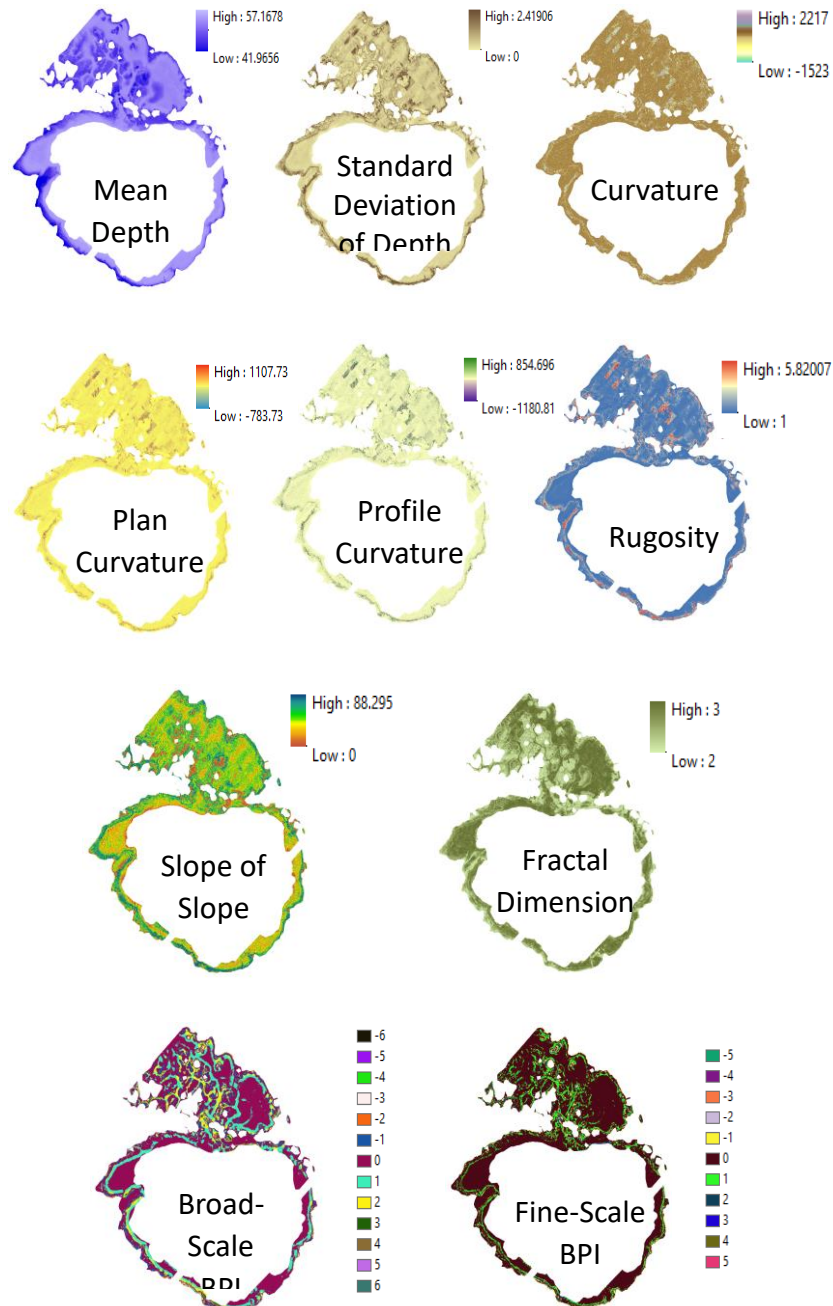 High : 57.1678
Low : 41.9656
Mean
Depth
High : 2.41906
Low : 0
Standard
Deviation
of Depth
High : 2217
Low : -1523
Curvature
High : 1107.73
Low : -783.73
Plan
Curvature
High : 854.696
Low : -1180.81
Profile
Curvature
High : 5.82007
Low : 1
Rugosity
High : 88.295
Low : 0
Slope of
Slope
High : 3
Low : 2
Fractal
Dimension
-6
-5
-4
-3
-2
-1
0
1
2
3
4
5
6
Broad-
Scale
BPI
-5
-4
-3
-2
-1
0
1
2
3
4
5
Fine-Scale
BPI